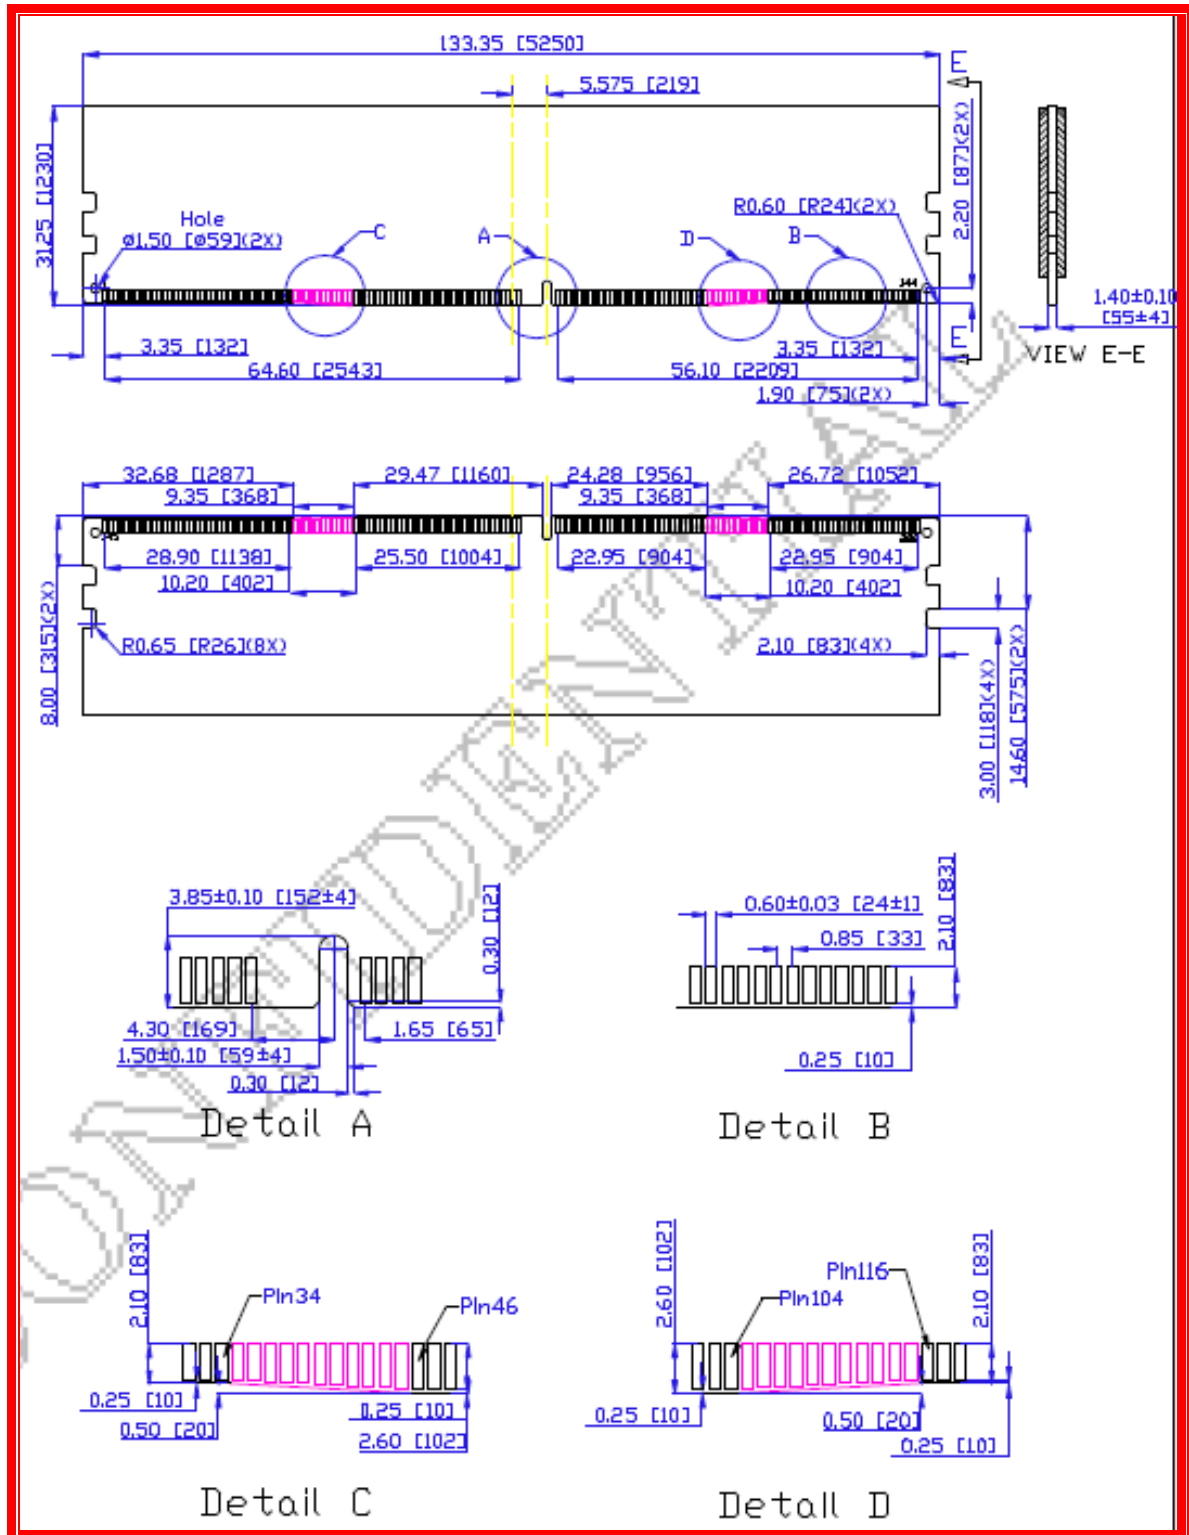 133.35 [5250]
5.575 [219]
E
2.20 [87](2X)
31.25 [1230]
R0.60 [R24](2X)
Hole
ø1.50 [ø59](2X)
C
A
D
B
144
1.40±0.10
[55±4]
E
VIEW E-E
3.35 [132]
3.35 [132]
64.60 [2543]
56.10 [2209]
1.90 [75](2X)
32.68 [1287]
29.47 [1160]
24.28 [956]
26.72 [1052]
9.35 [368]
9.35 [368]
28.90 [1138]
25.50 [1004]
22.95 [904]
22.95 [904]
10.20 [402]
10.20 [402]
R0.65 [R26](8X)
2.10 [83](4X)
8.00 [315](2X)
3.00 [118](4X)
14.60 [575](2X)
CONFIDENTIAL
3.85±0.10 [152±4]
0.30 [12]
0.60±0.03 [24±1]
2.10 [83]
0.85 [33]
4.30 [169]
1.65 [65]
1.50±0.10 [59±4]
0.30 [12]
0.25 [10]
Detail A
Detail B
2.10 [83]
PIn34
PIn46
0.25 [10]
0.25 [10]
0.50 [20]
2.60 [102]
2.60 [102]
PIn116
PIn104
2.10 [83]
0.25 [10]
0.50 [20]
0.25 [10]
Detail C
Detail D